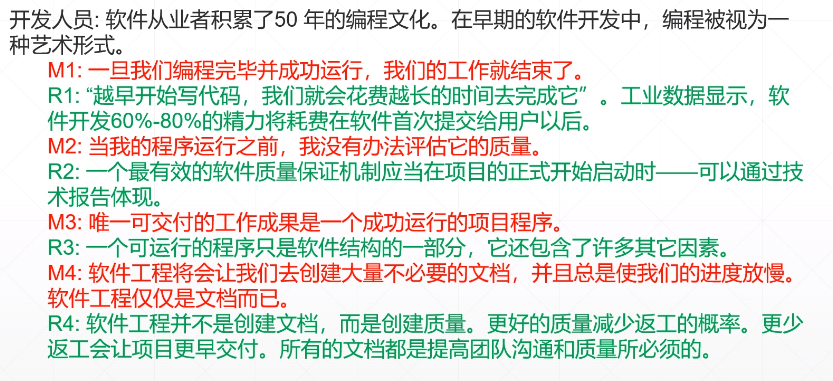 开发人员: 软件从业者积累了50 年的编程文化。在早期的软件开发中，编程被视为一
种艺术形式。
M1: 一旦我们编程完毕并成功运行，我们的工作就结束了。
R1: “越早开始写代码，我们就会花费越长的时间去完成它” 。工业数据显示，软
件开发60%-80%的精力将耗费在软件首次提交给用户以后。
M2: 当我的程序运行之前，我没有办法评估它的质量。
R2: 一个最有效的软件质量保证机制应当在项目的正式开始启动时——可以通过技
术报告体现。
M3: 唯一可交付的工作成果是一个成功运行的项目程序。
R3: 一个可运行的程序只是软件结构的一部分，它还包含了许多其它因素。
M4: 软件工程将会让我们去创建大量不必要的文档，并且总是使我们的进度放慢。
软件工程仅仅是文档而已。
R4: 软件工程并不是创建文档，而是创建质量。更好的质量减少返工的概率。更少
返工会让项目更早交付。所有的文档都是提高团队沟通和质量所必须的。